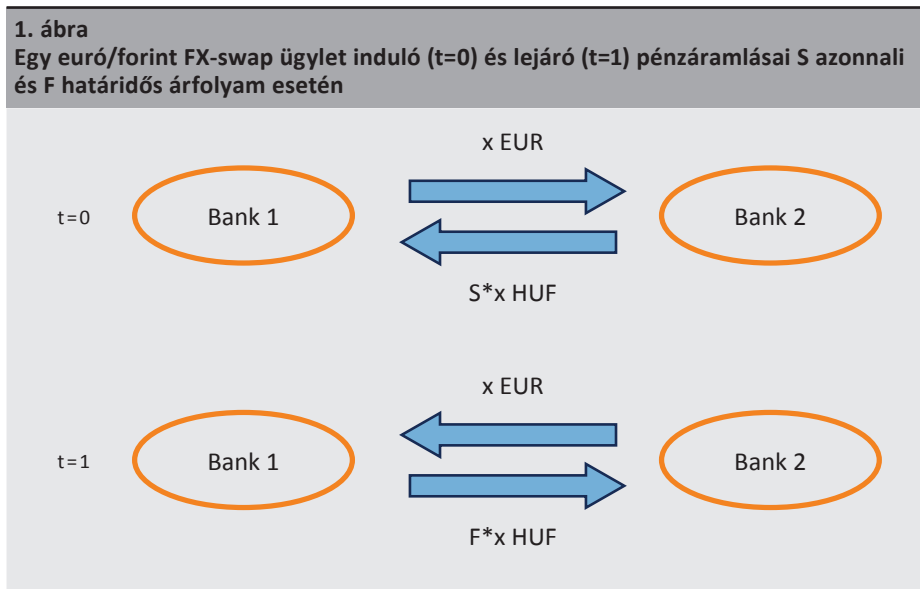 1. ábra
Egy euró/forint FX-swap ügylet induló (t=0) és lejáró (t=1) pénzáramlásai S azonnali
és F határidős árfolyam esetén
x EUR
t=0 Bank 1 Bank 2
S*x HUF
x EUR
t=1 Bank 1 Bank 2
F*x HUF